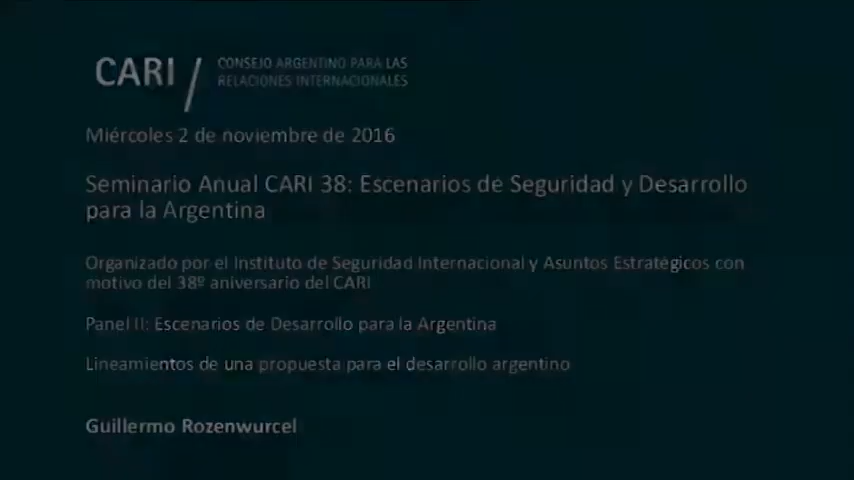 CARI
CONSEJO ARGENTINO PARA LAS
RELACIONES INTERNACIONALES
Miércoles 2 de noviembre de 2016
Seminario Anual CARI 38: Escenarios de Seguridad y Desarrollo
para la Argentina
Organizado por el Instituto de Seguridad Internacional y Asuntos Estratégicos con
motivo del 38º aniversario del CARI
Panel II: Escenarios de Desarrollo para la Argentina
Lineamientos de una propuesta para el desarrollo argentino
Guillermo Rozenwurcel